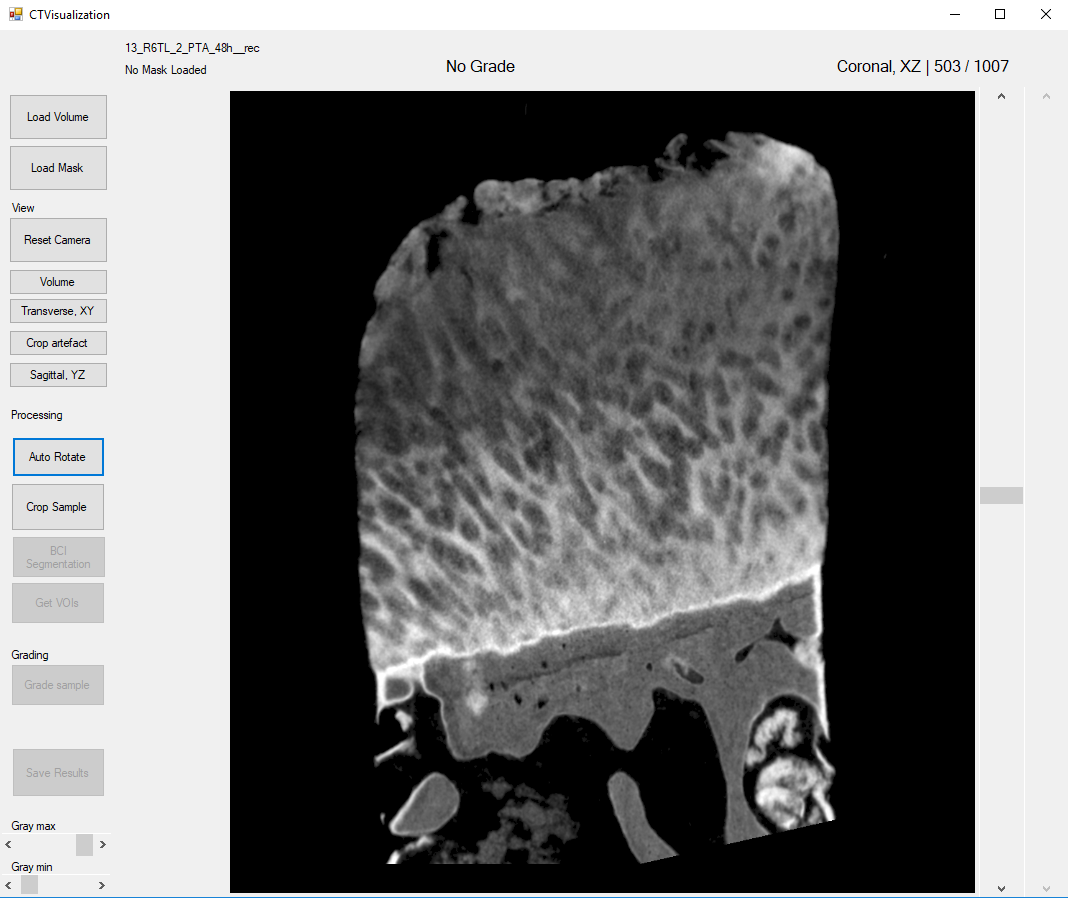 CTVisualization
13_R6TL_2_PTA_48h__rec
No Mask Loaded
No Grade
Coronal, XZ | 503 / 1007
Load Volume
Load Mask
View
Reset Camera
Volume
Transverse, XY
Crop artefact
Sagittal, YZ
Processing
Auto Rotate
Crop Sample
BCI
Segmentation
Get VOIs
Grading
Grade sample
Save Results
Gray max
Gray min